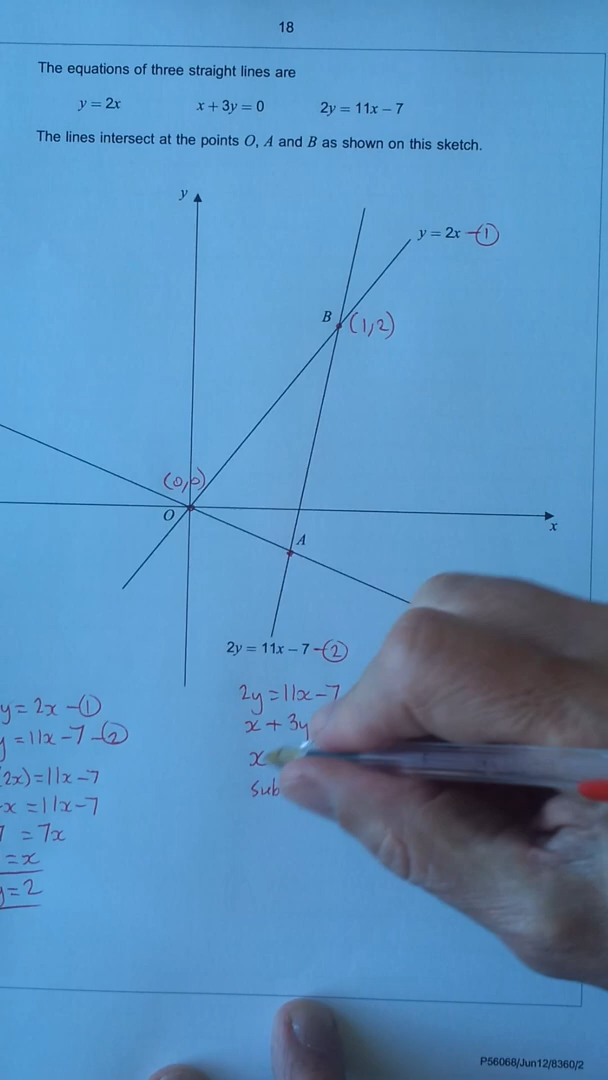 18
The equations of three straight lines are
y = 2x x + 3y = 0 2y = 11x – 7
The lines intersect at the points O, A and B as shown on this sketch.
y
y = 2x –①
B (1,2)
(0,0)
O
A
x
2y = 11x – 7 –②
y = 2x –①
= 11x – 7 –②
2x) = 11x – 7
x = 11x – 7
7 = 7x
= x
y = 2
2y = 11x – 7
x + 3y
x
sub
P56068/Jun12/8360/2